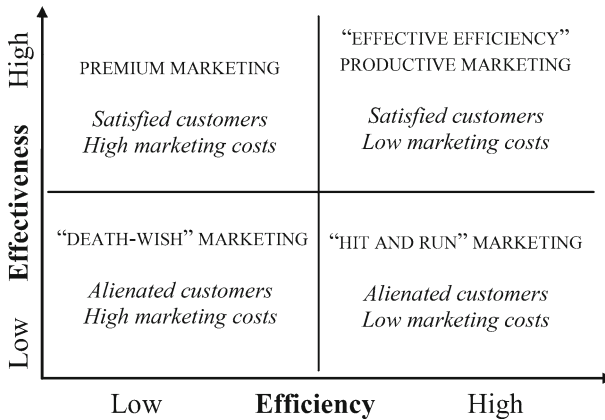 High
Effectiveness
Low
PREMIUM MARKETING
Satisfied customers
High marketing costs
“EFFECTIVE EFFICIENCY”
PRODUCTIVE MARKETING
Satisfied customers
Low marketing costs
“DEATH-WISH” MARKETING
Alienated customers
High marketing costs
“HIT AND RUN” MARKETING
Alienated customers
Low marketing costs
Low Efficiency High